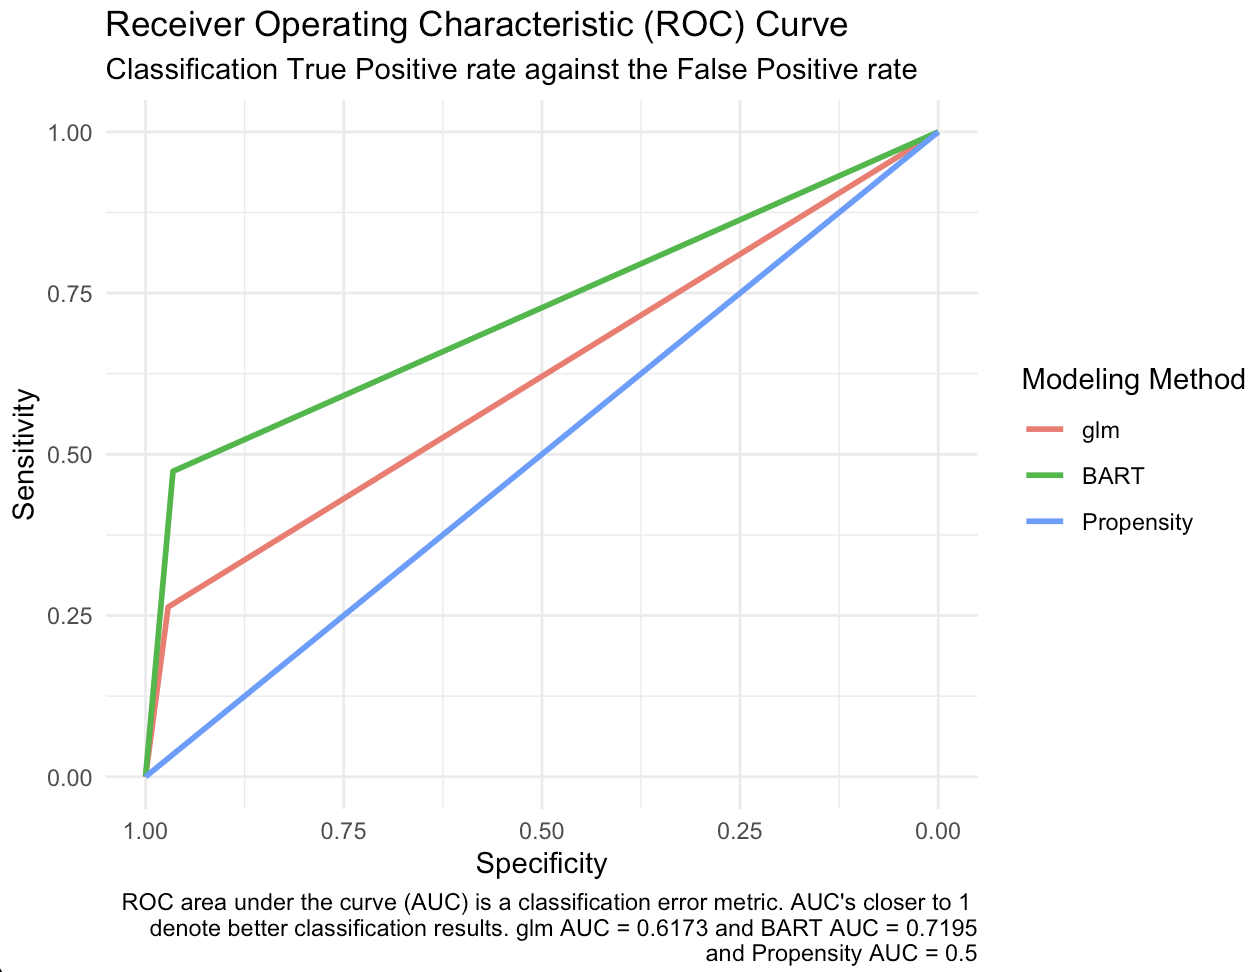 Receiver Operating Characteristic (ROC) Curve
Classification True Positive rate against the False Positive rate
1.00
0.75
0.50
0.25
0.00
Sensitivity
1.00 0.75 0.50 0.25 0.00
Specificity
Modeling Method
glm
BART
Propensity
ROC area under the curve (AUC) is a classification error metric. AUC's closer to 1
denote better classification results. glm AUC = 0.6173 and BART AUC = 0.7195
and Propensity AUC = 0.5